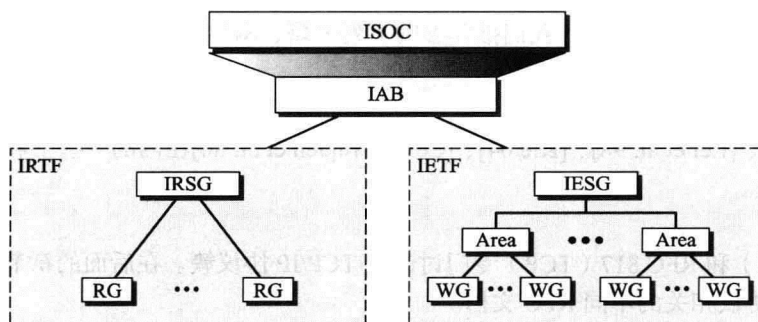 ISOC
IAB
IRTF
IRSG
RG ... RG
IETF
IESG
Area ... Area
WG ... WG WG ... WG